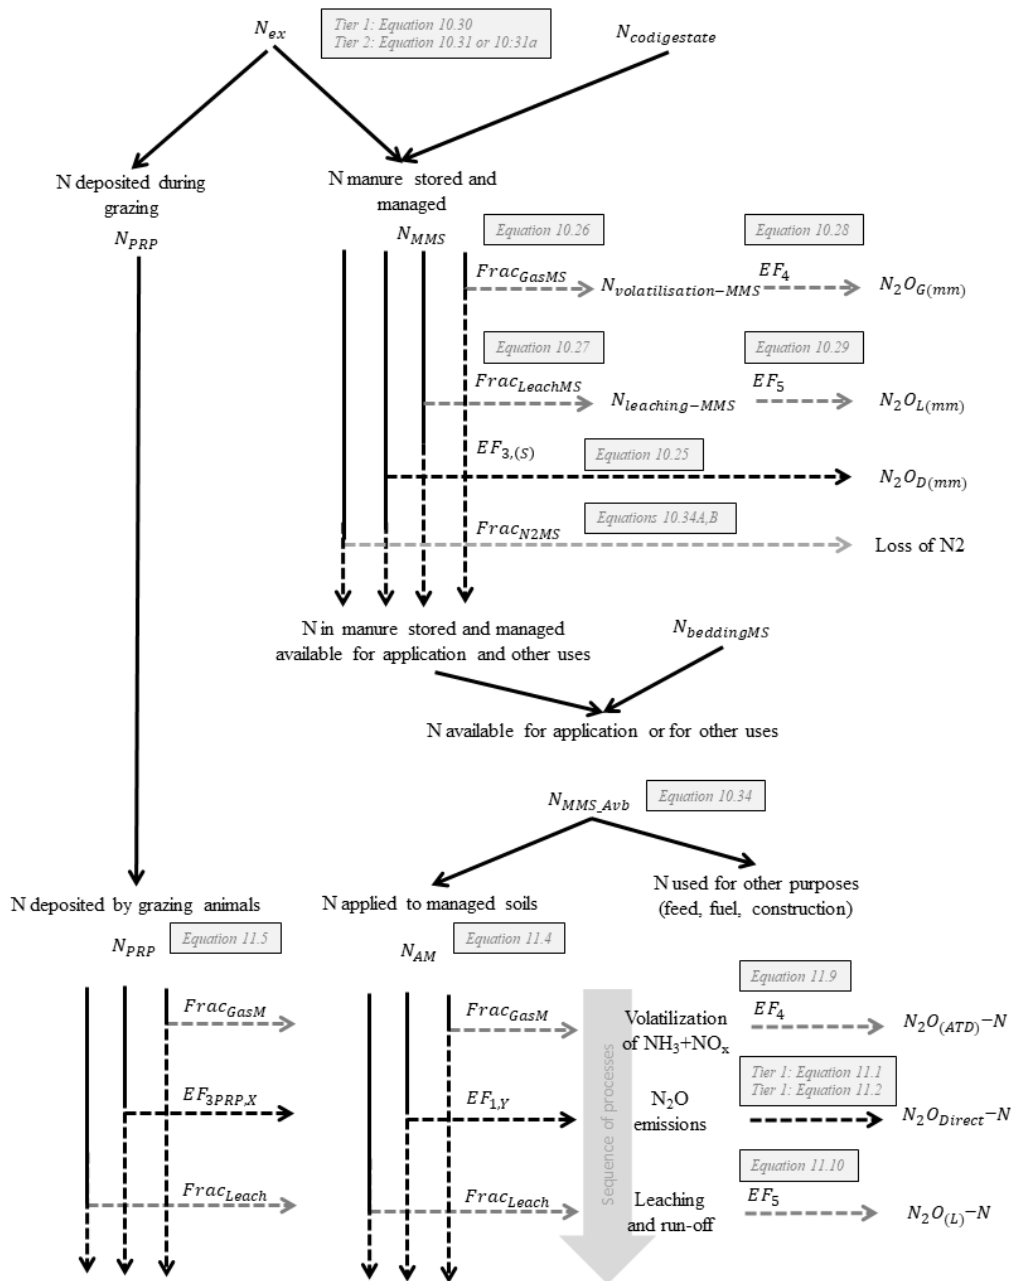 N_ex
Tier 1: Equation 10.30
Tier 2: Equation 10.31 or 10:31a
N_codigestate
N deposited during
grazing
N_PRP
N manure stored and
managed
N_MMS
Equation 10.26
Equation 10.28
Frac_GasMS
N_volatilisation−MMS
EF_4
N_2O_G(mm)
Equation 10.27
Equation 10.29
Frac_LeachMS
N_leaching−MMS
EF_5
N_2O_L(mm)
EF_3,(S)
Equation 10.25
N_2O_D(mm)
Frac_N2MS
Equations 10.34A,B
Loss of N2
N in manure stored and managed
available for application and other uses
N_beddingMS
N available for application or for other uses
N_MMS_Avb
Equation 10.34
N deposited by grazing animals
N applied to managed soils
N used for other purposes
(feed, fuel, construction)
N_PRP
Equation 11.5
N_AM
Equation 11.4
Frac_GasM
EF_3PRP,X
Frac_Leach
Frac_GasM
EF_1,Y
Frac_Leach
Sequence of processes
Equation 11.9
Volatilization
of NH_3+NO_x
EF_4
N_2O_(ATD)−N
Tier 1: Equation 11.1
Tier 1: Equation 11.2
N_2O
emissions
N_2O_Direct−N
Equation 11.10
Leaching
and run-off
EF_5
N_2O_(L)−N